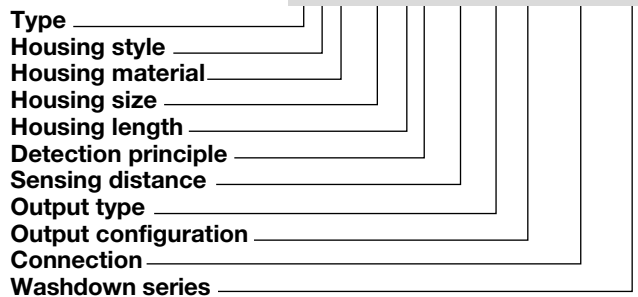 Type
Housing style
Housing material
Housing size
Housing length
Detection principle
Sensing distance
Output type
Output configuration
Connection
Washdown series